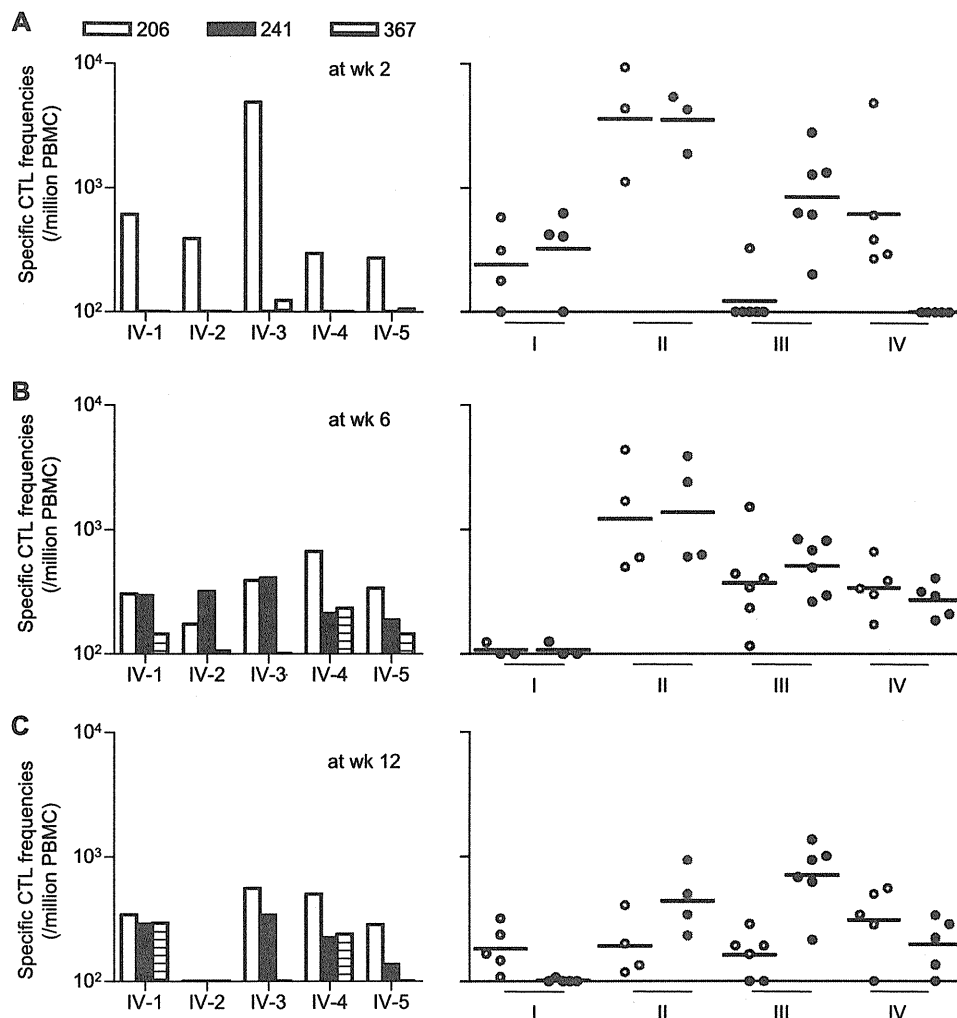 A
206 241 367
Specific CTL frequencies
(/million PBMC)
10⁴
10³
10²
at wk 2
IV-1 IV-2 IV-3 IV-4 IV-5
I II III IV
B
Specific CTL frequencies
(/million PBMC)
10⁴
10³
10²
at wk 6
IV-1 IV-2 IV-3 IV-4 IV-5
I II III IV
C
Specific CTL frequencies
(/million PBMC)
10⁴
10³
10²
at wk 12
IV-1 IV-2 IV-3 IV-4 IV-5
I II III IV